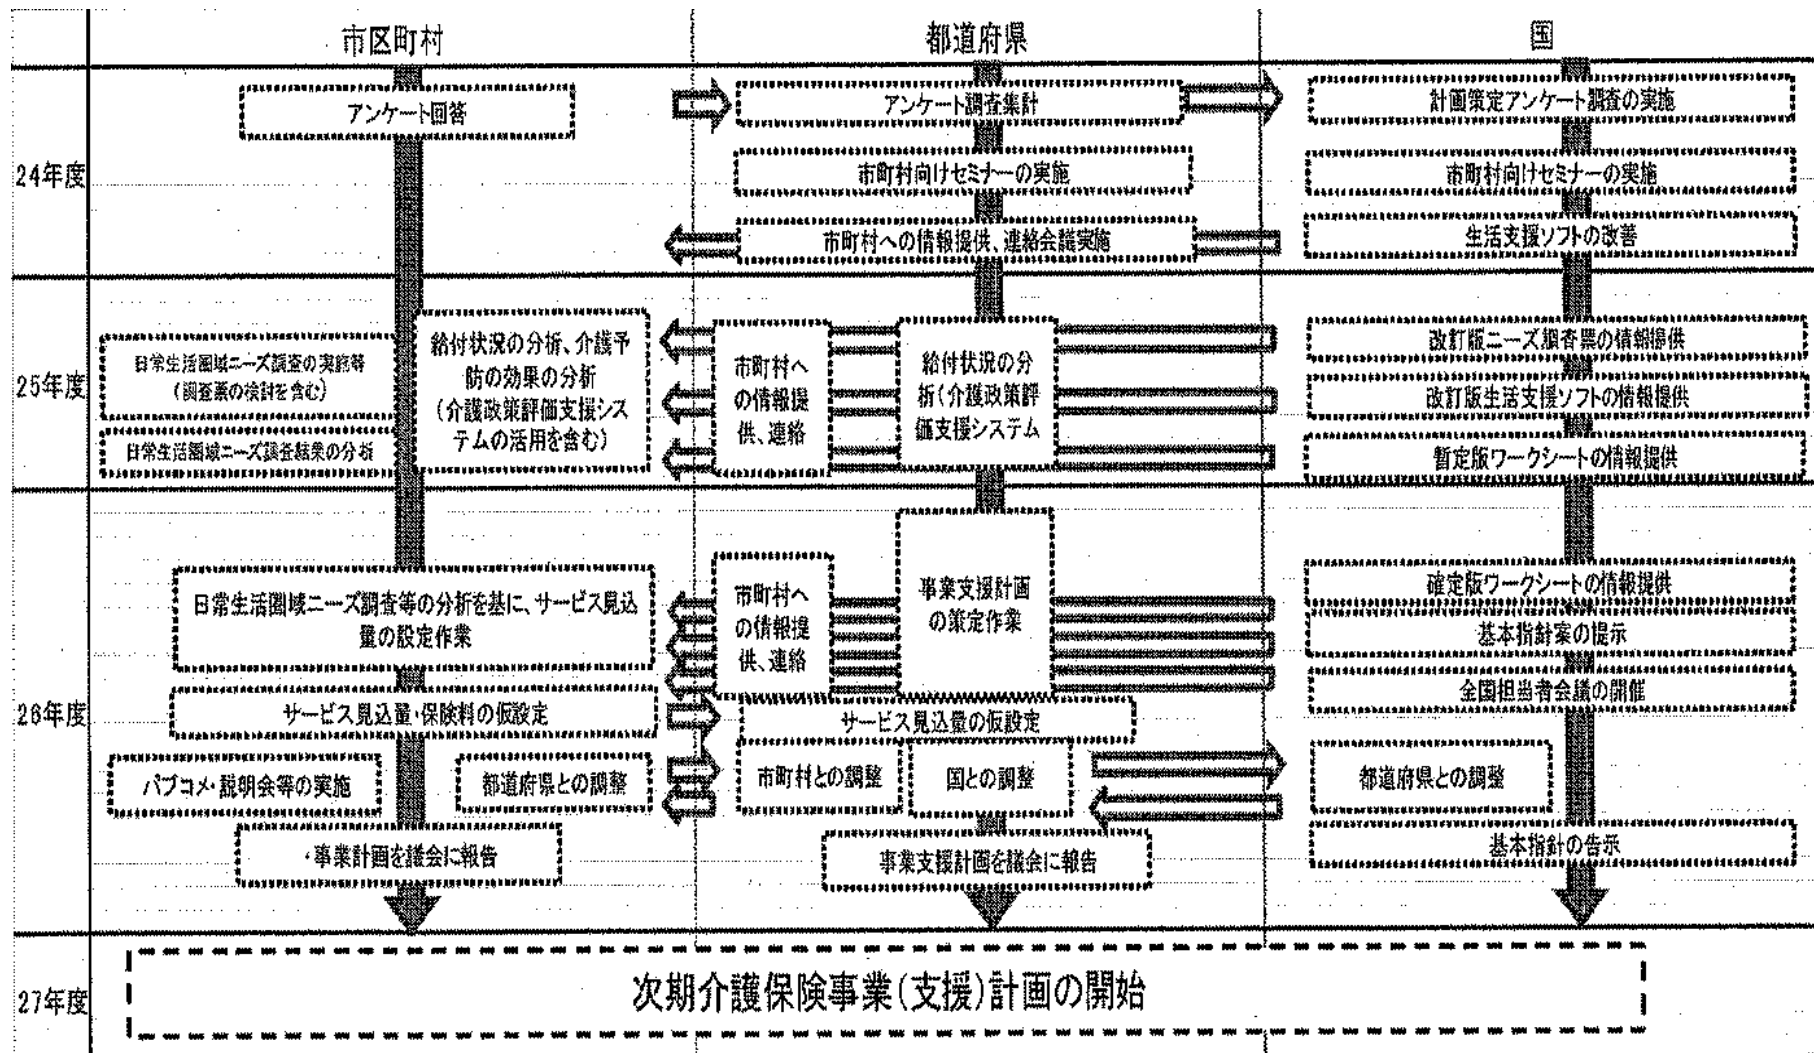 市区町村
都道府県
国
24年度
アンケート回答
アンケート調査集計
計画策定アンケート調査の実施
市町村向けセミナーの実施
市町村向けセミナーの実施
市町村への情報提供、連絡会議実施
生活支援ソフトの改善
25年度
日常生活圏域ニーズ調査の実施等
(調査票の検討を含む)
日常生活圏域ニーズ調査結果の分析
給付状況の分析、介護予
防の効果の分析
(介護政策評価支援シス
テムの活用を含む)
市町村へ
の情報提
供、連絡
給付状況の分
析(介護政策評
価支援システム
改訂版ニーズ調査票の情報提供
改訂版生活支援ソフトの情報提供
暫定版ワークシートの情報提供
26年度
日常生活圏域ニーズ調査等の分析を基に、サービス見込
量の設定作業
市町村へ
の情報提
供、連絡
事業支援計画
の策定作業
確定版ワークシートの情報提供
基本指針案の提示
全国担当者会議の開催
サービス見込量・保険料の仮設定
サービス見込量の仮設定
パブコメ・説明会等の実施
都道府県との調整
市町村との調整
国との調整
都道府県との調整
・事業計画を議会に報告
事業支援計画を議会に報告
基本指針の告示
27年度
次期介護保険事業(支援)計画の開始